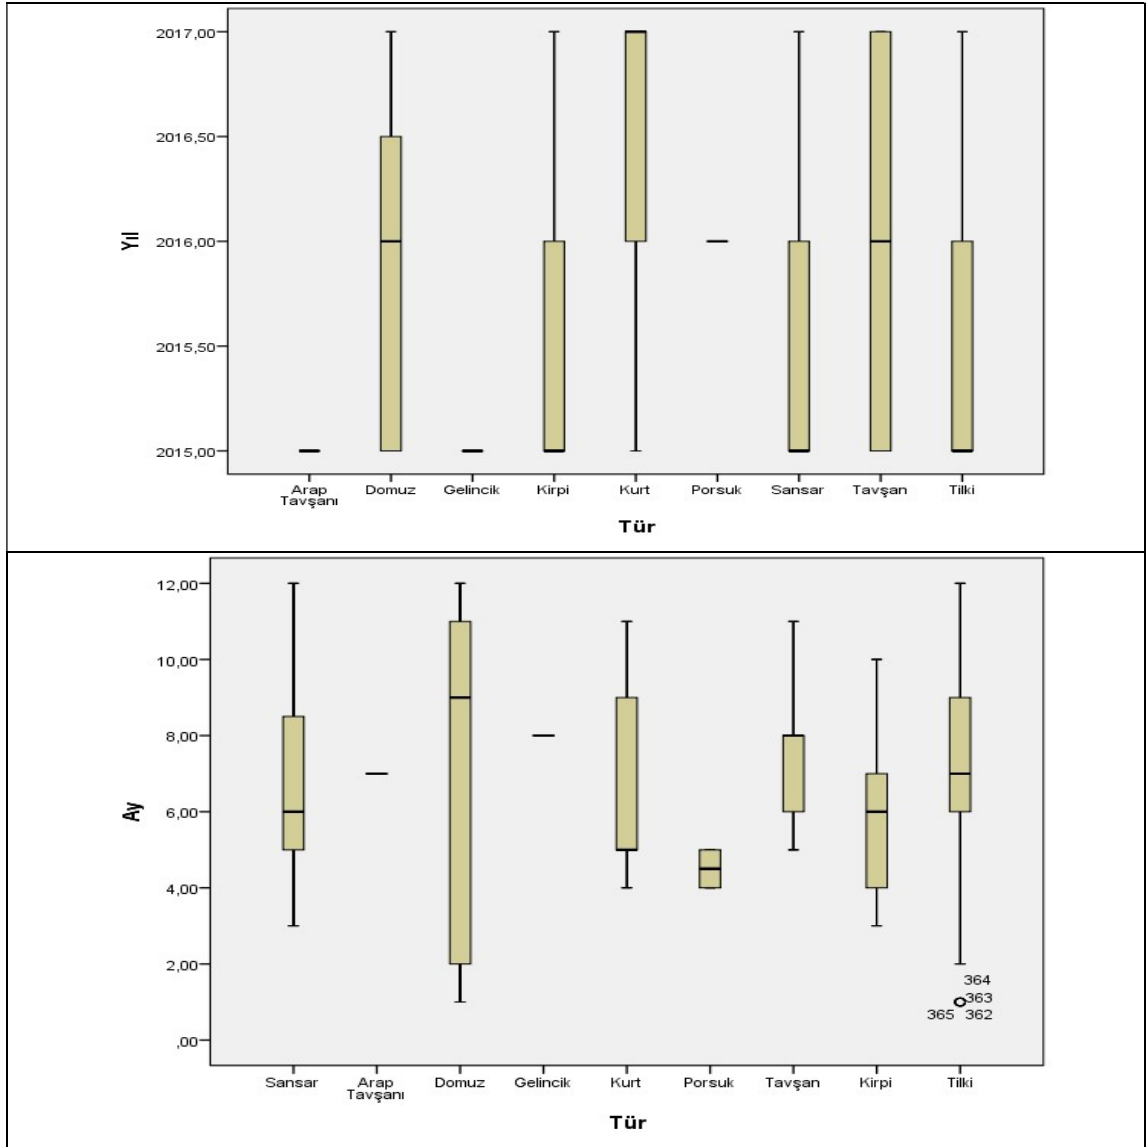 2017,00
2016,50
2016,00
2015,50
2015,00
Yıl
Arap Tavşanı
Domuz
Gelincik
Kirpi
Kurt
Porsuk
Sansar
Tavşan
Tilki
Tür
12,00
10,00
8,00
6,00
4,00
2,00
,00
Ay
364
363
365 362
Sansar
Arap Tavşanı
Domuz
Gelincik
Kurt
Porsuk
Tavşan
Kirpi
Tilki
Tür